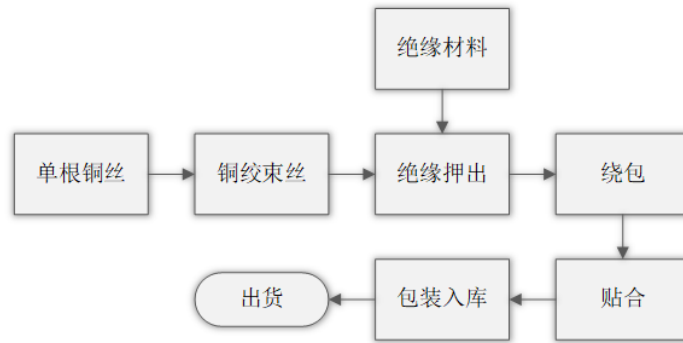 绝缘材料
单根铜丝
铜绞束丝
绝缘押出
绕包
贴合
包装入库
出货